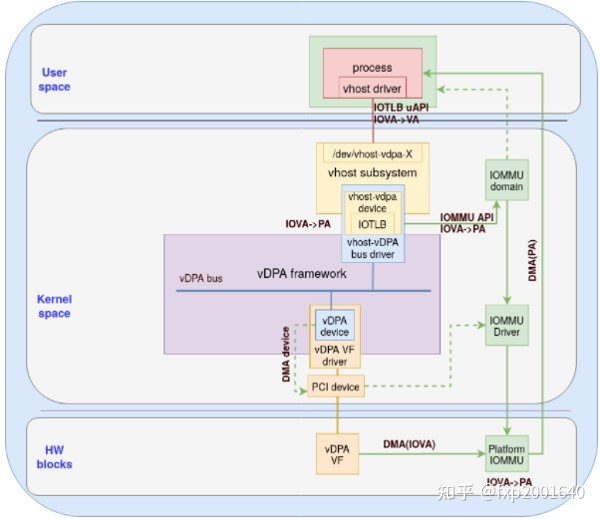 User
space
process
vhost driver
IOTLB uAPI
IOVA->VA
/dev/vhost-vdpa-X
vhost subsystem
IOMMU
domain
vhost-vdpa
device
IOTLB
IOVA->PA
IOMMU API
IOVA->PA
vhost-vDPA
bus driver
DMA(PA)
vDPA bus
vDPA framework
Kernel
space
vDPA
device
IOMMU
Driver
vDPA VF
driver
DMA device
PCI device
HW
blocks
vDPA
VF
DMA(IOVA)
Platform
IOMMU
IOVA->PA
知乎 @fxp2001640